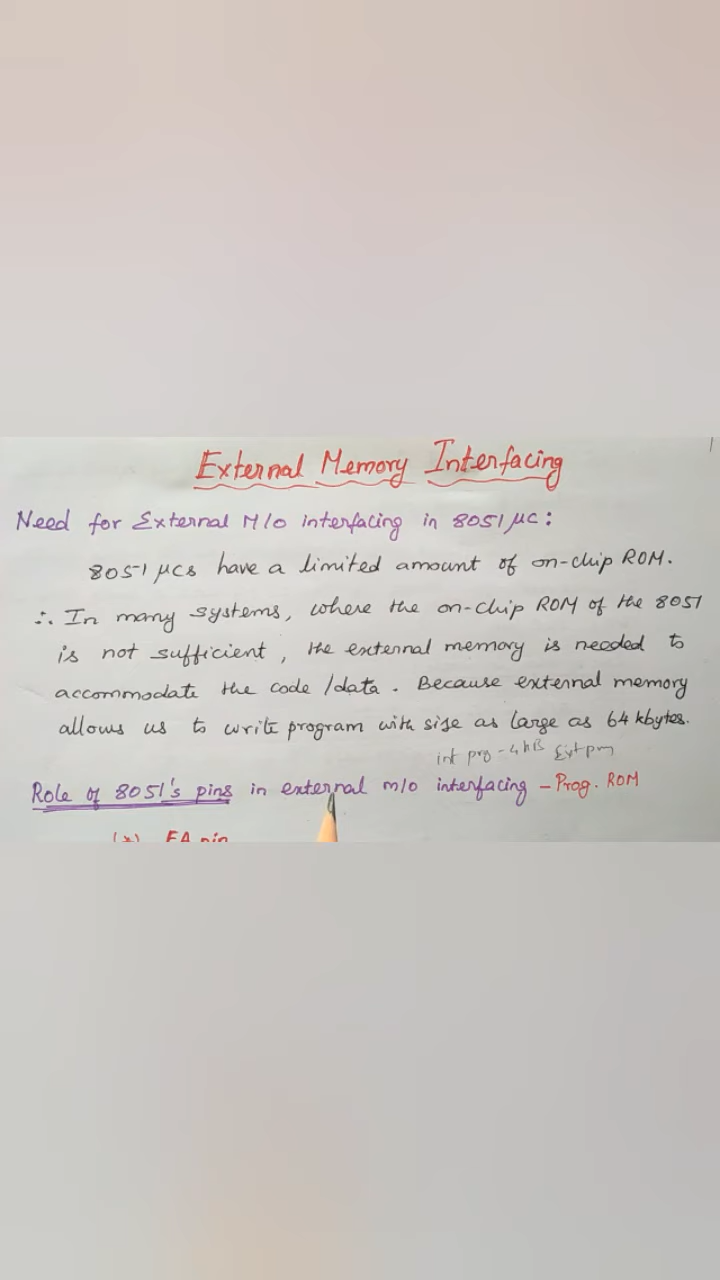 External Memory Interfacing
Need for External M/o interfacing in 8051 μC:
8051 μCs have a limited amount of on-chip ROM.
∴ In many systems, where the on-chip ROM of the 8051
is not sufficient, the external memory is needed to
accommodate the code/data. Because external memory
allows us to write program with size as large as 64 kbytes.
int prg - 4kB Ext
Role of 8051's pins in external m/o interfacing - Prog. ROM
EA pin